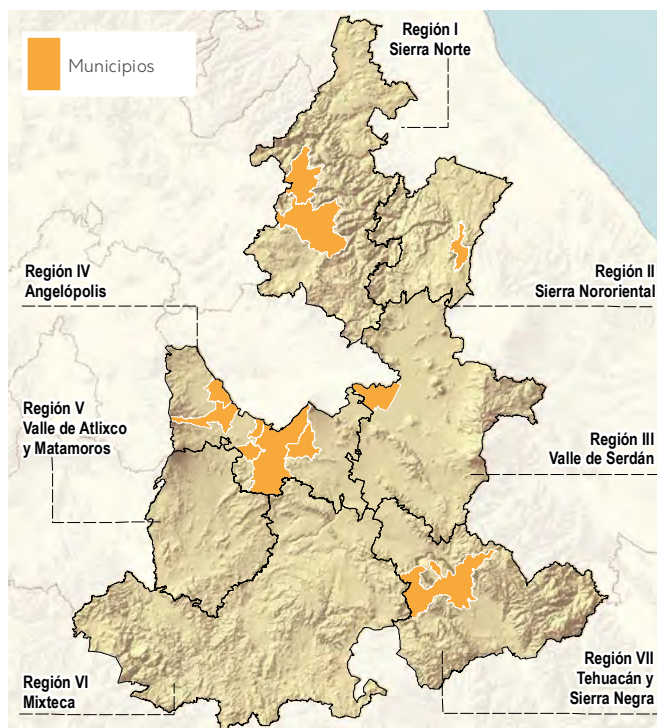 Municipios
Región I
Sierra Norte
Región IV
Angelópolis
Región II
Sierra Nororiental
Región V
Valle de Atlixco
y Matamoros
Región III
Valle de Serdán
Región VI
Mixteca
Región VII
Tehuacán y
Sierra Negra